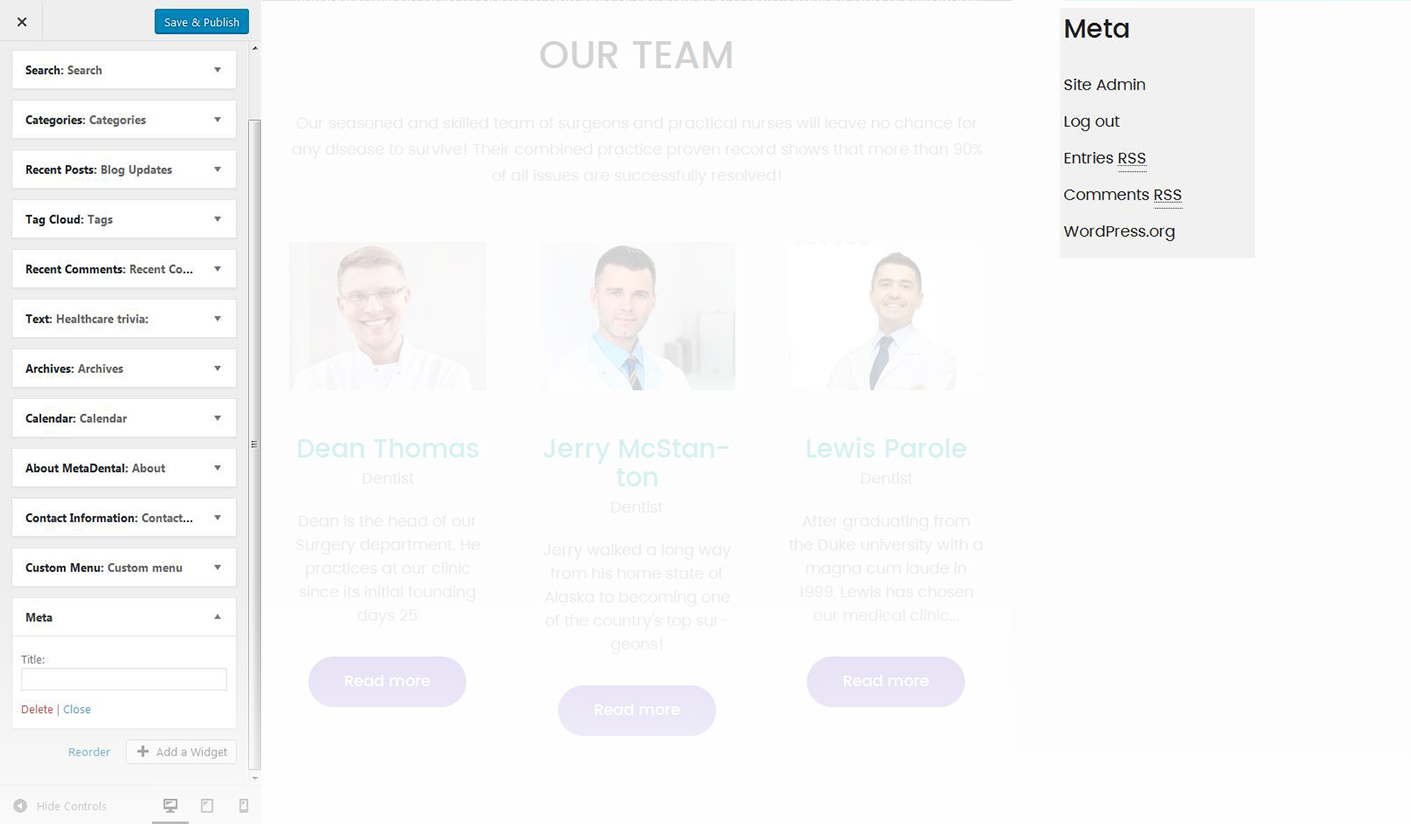 Save & Publish
Search: Search
Categories: Categories
Recent Posts: Blog Updates
Tag Cloud: Tags
Recent Comments: Recent Co...
Text: Healthcare trivia:
Archives: Archives
Calendar: Calendar
About MetaDental: About
Contact Information: Contact...
Custom Menu: Custom menu
Meta
Title:
Delete | Close
Reorder
Add a Widget
Hide Controls
OUR TEAM
Our seasoned and skilled team of surgeons and practical nurses will leave no chance for
any disease to survive! Their combined practice proven record shows that more than 90%
of all issues are successfully resolved!
Dean Thomas
Dentist
Dean is the head of our
Surgery department. He
practices at our clinic
since its initial founding
days 25
Read more
Jerry McStan-
ton
Dentist
Jerry walked a long way
from his home state of
Alaska to becoming one
of the country's top sur-
geons!
Read more
Lewis Parole
Dentist
After graduating from
the Duke university with a
magna cum laude in
1999, Lewis has chosen
our medical clinic...
Read more
Meta
Site Admin
Log out
Entries RSS
Comments RSS
WordPress.org